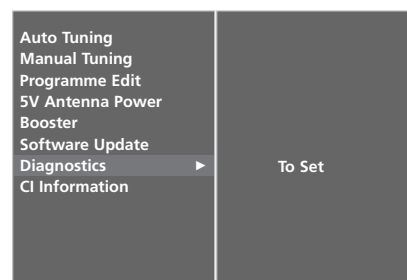 Auto Tuning
Manual Tuning
Programme Edit
5V Antenna Power
Booster
Software Update
Diagnostics ► To Set
CI Information